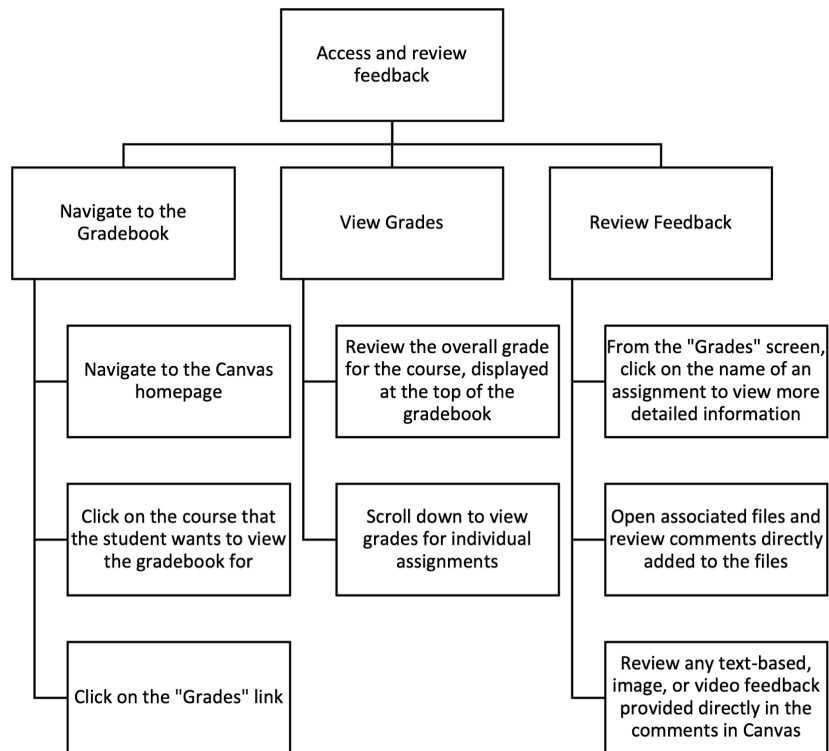 Access and review
feedback
Navigate to the
Gradebook
View Grades
Review Feedback
Navigate to the Canvas
homepage
Click on the course that
the student wants to view
the gradebook for
Click on the "Grades" link
Review the overall grade
for the course, displayed
at the top of the
gradebook
Scroll down to view
grades for individual
assignments
From the "Grades" screen,
click on the name of an
assignment to view more
detailed information
Open associated files and
review comments directly
added to the files
Review any text-based,
image, or video feedback
provided directly in the
comments in Canvas